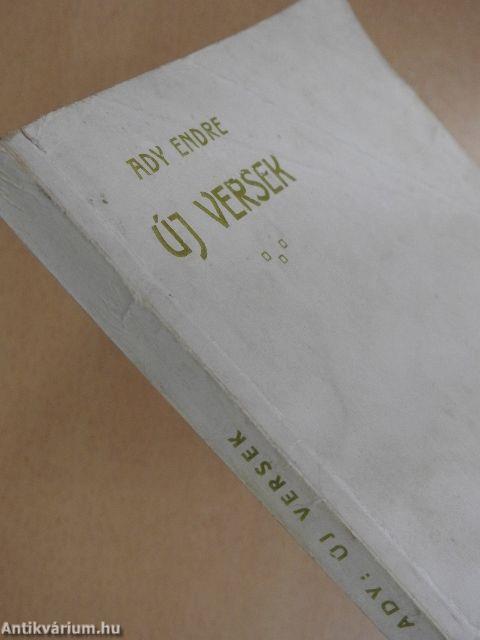 ADY ENDRE
ÚJ VERSEK
ADY: ÚJ VERSEK
Antikvárium.hu